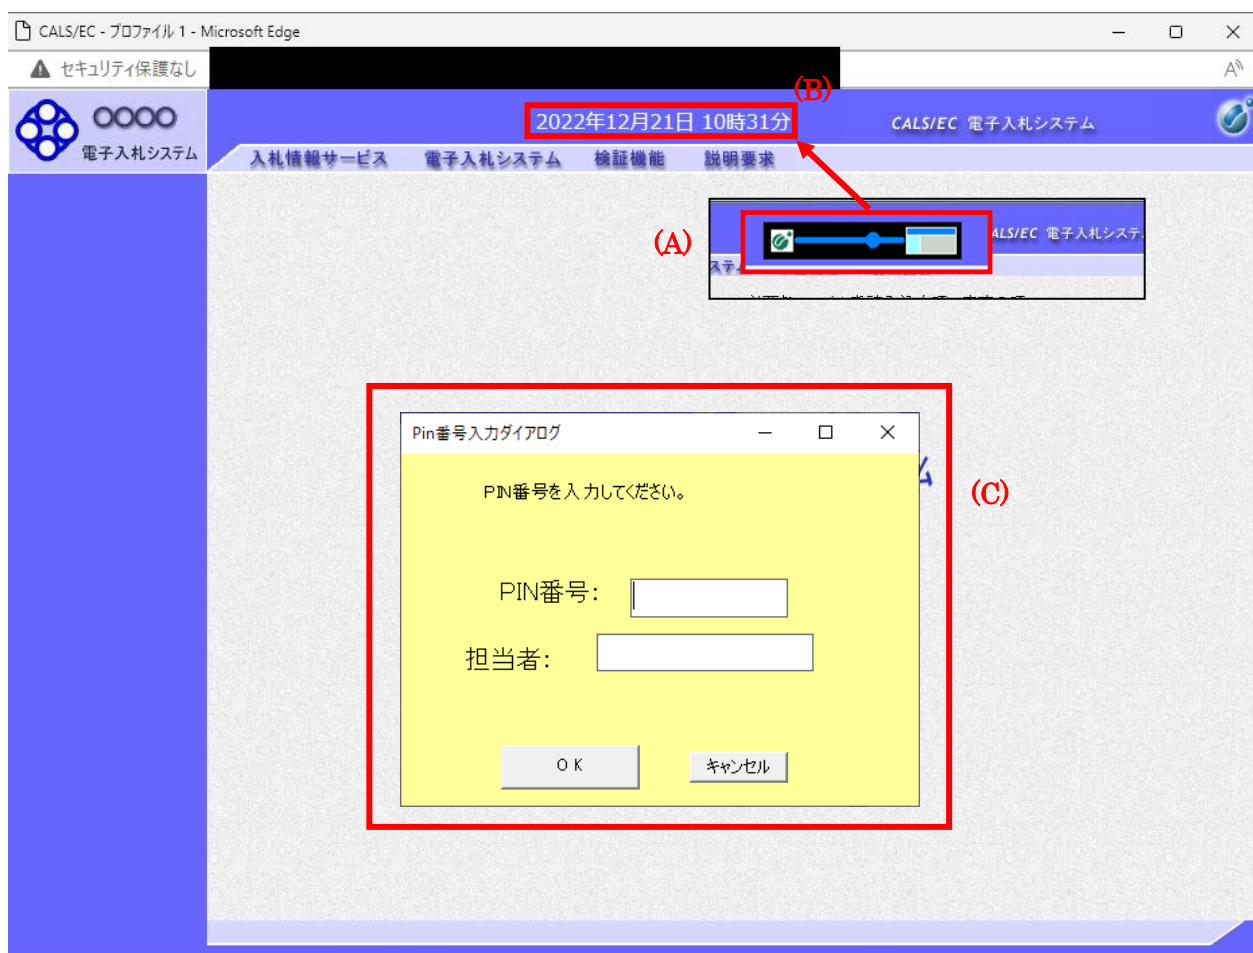 CALS/EC - プロファイル 1 - Microsoft Edge
セキュリティ保護なし
(B)
OOOO
電子入札システム
2022年12月21日 10時31分
CALS/EC 電子入札システム
入札情報サービス 電子入札システム 検証機能 説明要求
(A)
ALS/EC 電子入札システ
ステ
Pin番号入力ダイアログ
PIN番号を入力してください。
(C)
ム
PIN番号:
担当者:
OK
キャンセル